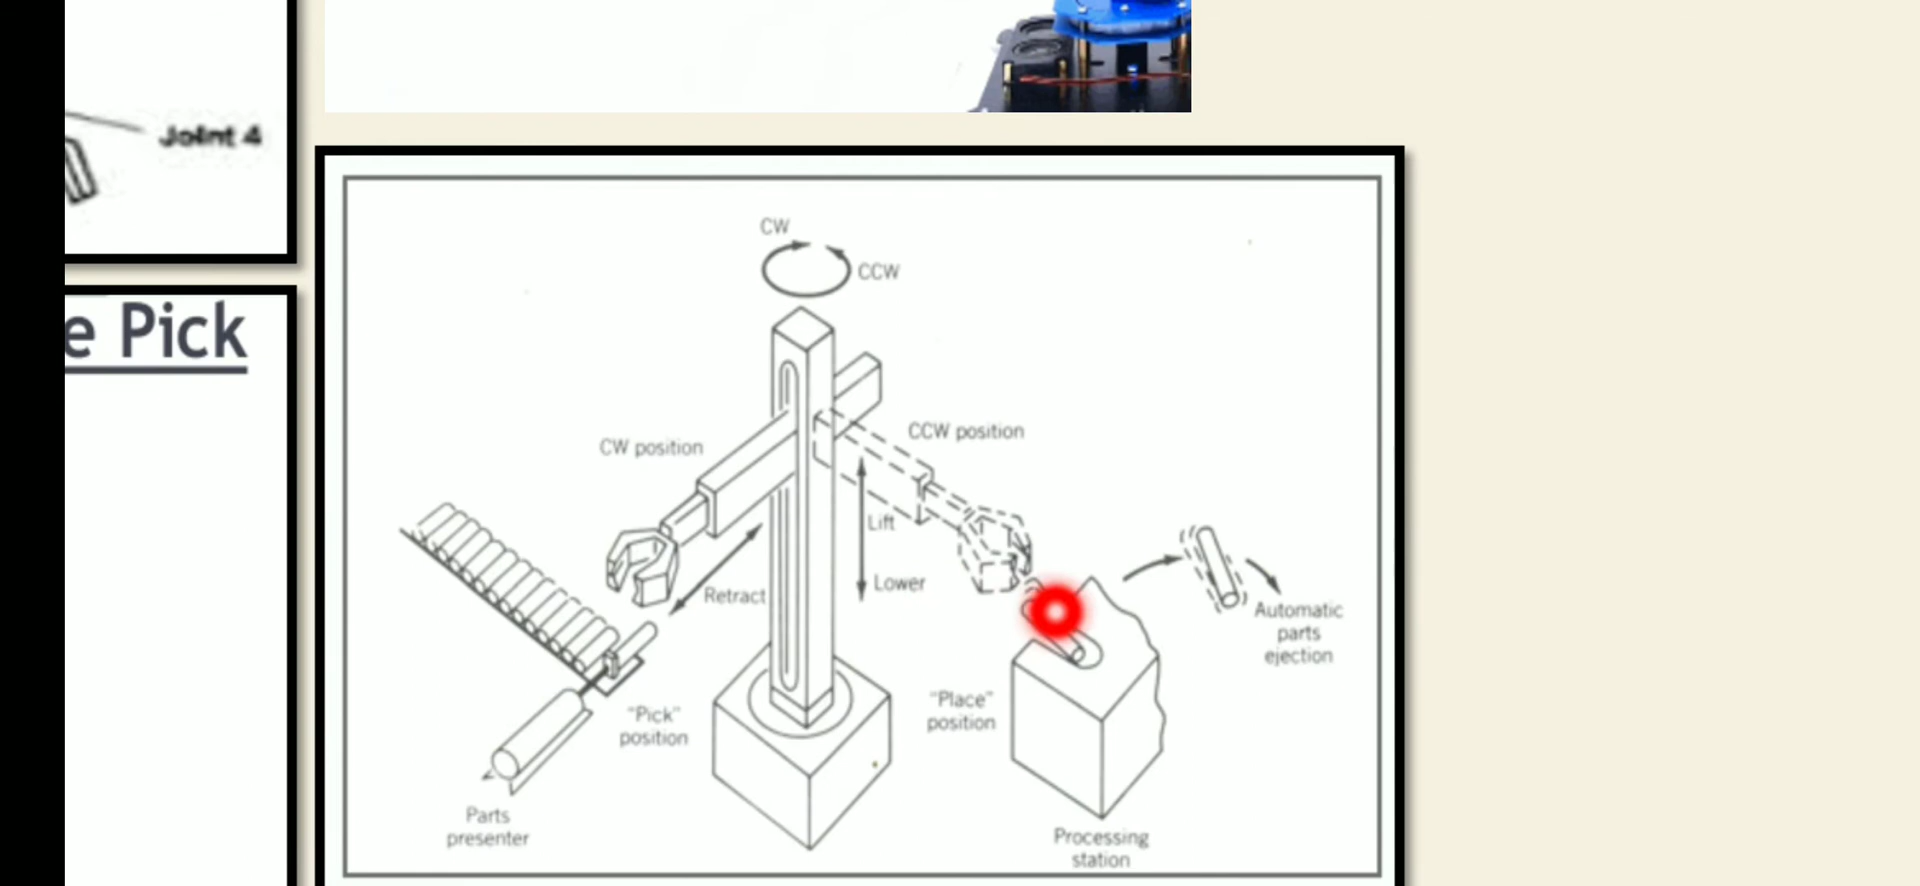 Joint 4
e Pick
CW
CCW
CW position
CCW position
Lift
Lower
Retract
Automatic
parts
ejection
"Pick"
position
"Place"
position
Parts
presenter
Processing
station